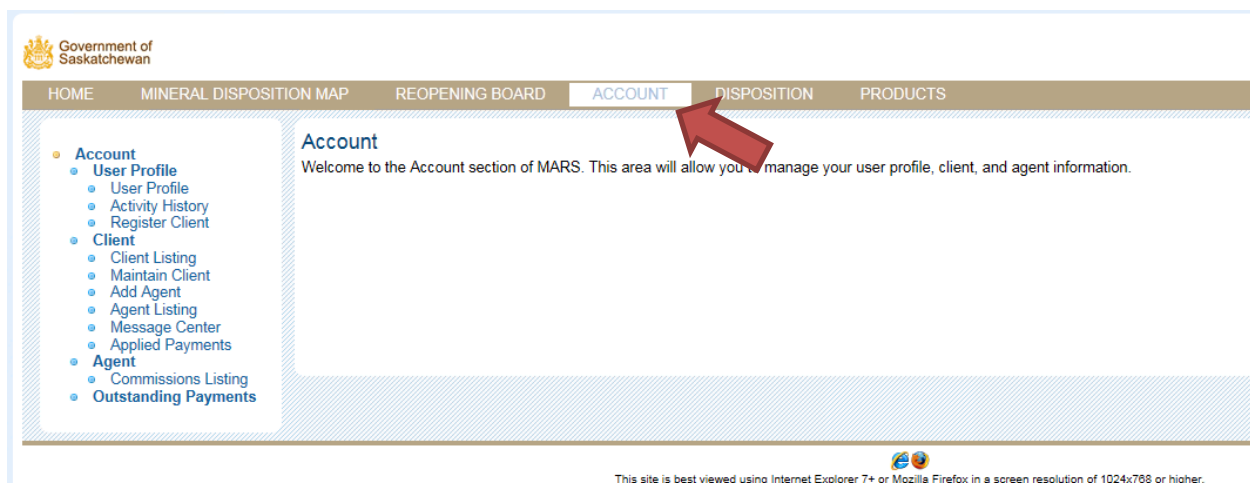 Government of
Saskatchewan
HOME MINERAL DISPOSITION MAP REOPENING BOARD ACCOUNT DISPOSITION PRODUCTS
Account
User Profile
User Profile
Activity History
Register Client
Client
Client Listing
Maintain Client
Add Agent
Agent Listing
Message Center
Applied Payments
Agent
Commissions Listing
Outstanding Payments
Account
Welcome to the Account section of MARS. This area will allow you to manage your user profile, client, and agent information.
This site is best viewed using Internet Explorer 7+ or Mozilla Firefox in a screen resolution of 1024x768 or higher.